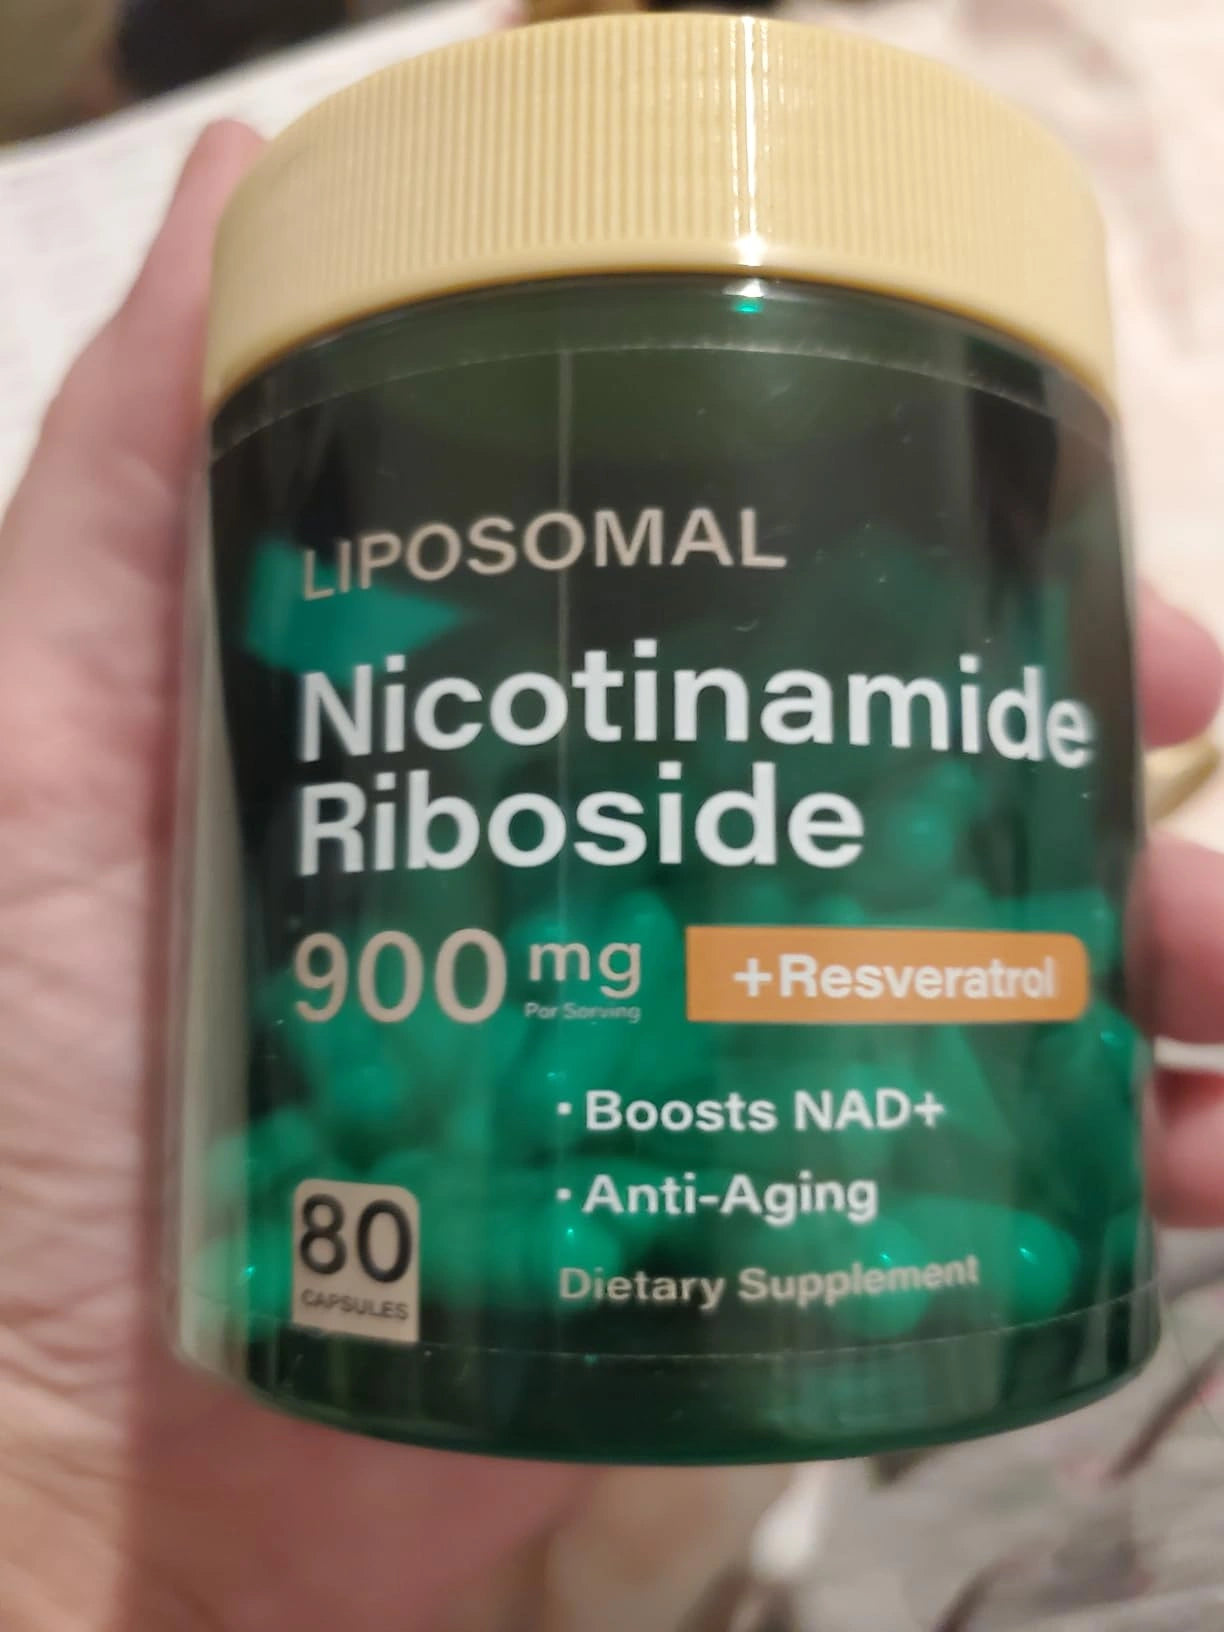 LIPOSOMAL
Nicotinamide
Riboside
900 mg
Per Serving
+Resveratrol
· Boosts NAD+
· Anti-Aging
80
CAPSULES
Dietary Supplement